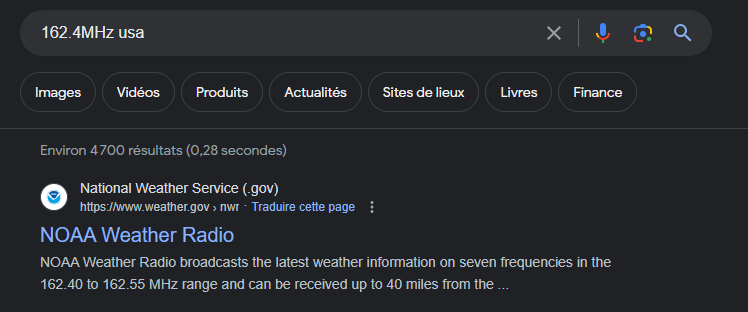 162.4MHz usa
Images Vidéos Produits Actualités Sites de lieux Livres Finance
Environ 4 700 résultats (0,28 secondes)
National Weather Service (.gov)
https://www.weather.gov › nwr · Traduire cette page
NOAA Weather Radio
NOAA Weather Radio broadcasts the latest weather information on seven frequencies in the
162.40 to 162.55 MHz range and can be received up to 40 miles from the ...